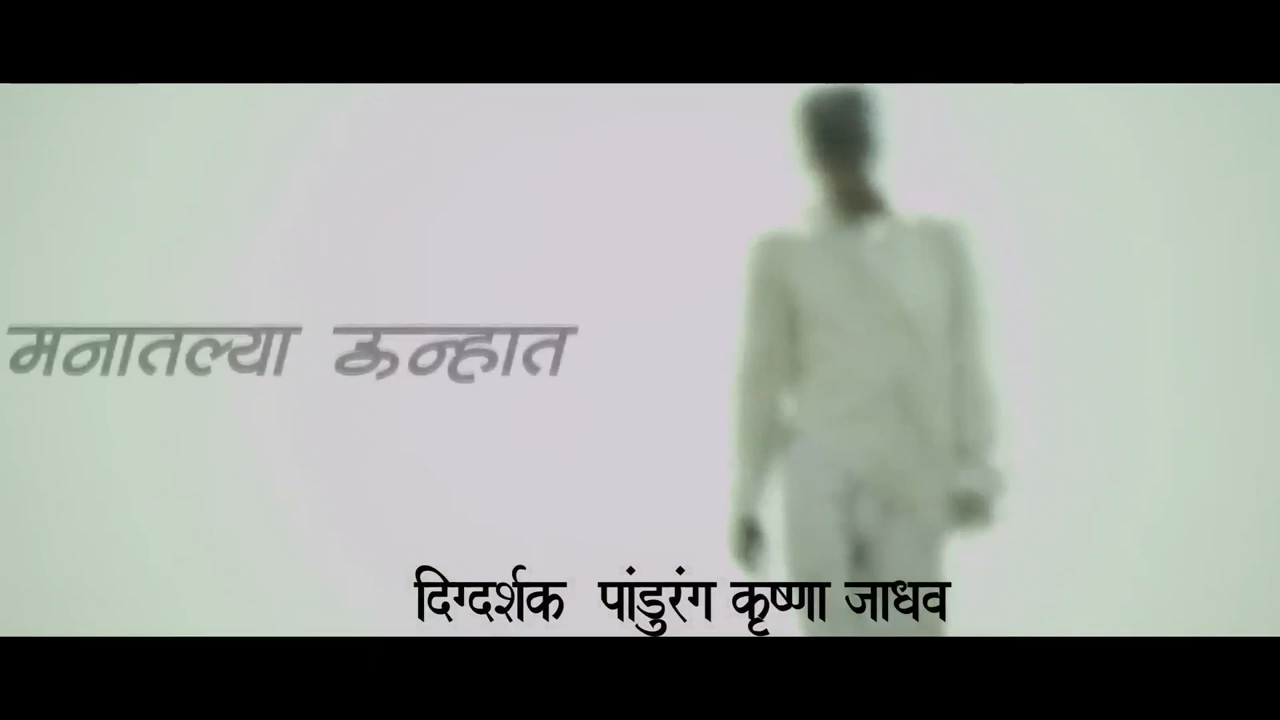 मनातल्या ऊन्हात
दिग्दर्शक पांडुरंग कृष्णा जाधव